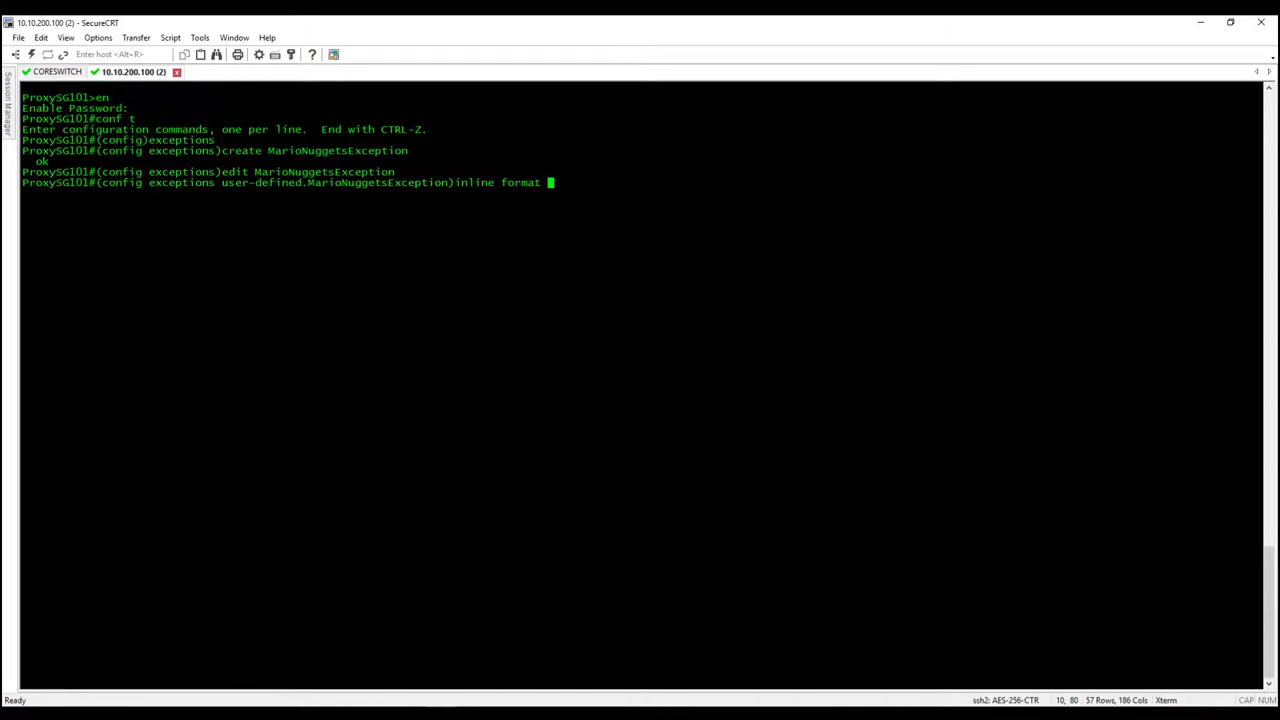 10.10.200.100 (2) - SecureCRT
File Edit View Options Transfer Script Tools Window Help
Enter host <Alt+R>
CORESWITCH 10.10.200.100 (2)
Session Manager
ProxySG101>en
Enable Password:
ProxySG101#conf t
Enter configuration commands, one per line.  End with CTRL-Z.
ProxySG101#(config)exceptions
ProxySG101#(config exceptions)create MarioNuggetsException
ok
ProxySG101#(config exceptions)edit MarioNuggetsException
ProxySG101#(config exceptions user-defined.MarioNuggetsException)inline format
Ready ssh2: AES-256-CTR 10, 80 57 Rows, 186 Cols Xterm CAP NUM